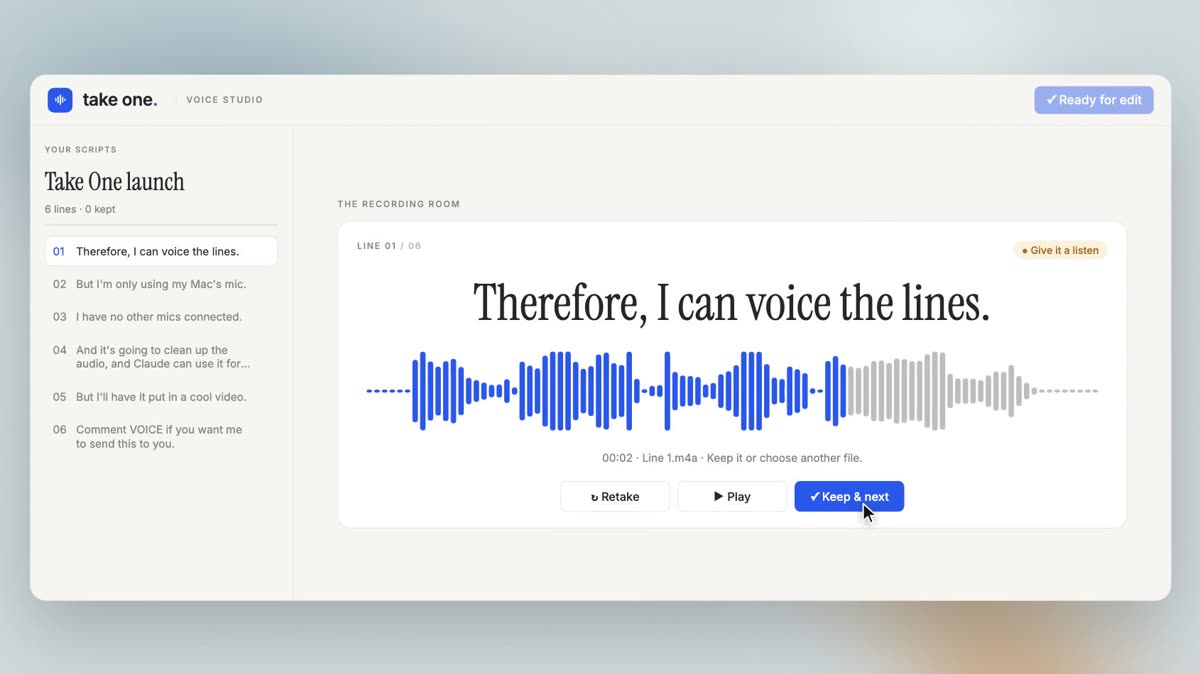 take one.
VOICE STUDIO
✓ Ready for edit
YOUR SCRIPTS
Take One launch
6 lines · 0 kept
01 Therefore, I can voice the lines.
02 But I'm only using my Mac's mic.
03 I have no other mics connected.
04 And it's going to clean up the
audio, and Claude can use it for...
05 But I'll have it put in a cool video.
06 Comment VOICE if you want me
to send this to you.
THE RECORDING ROOM
LINE 01 / 06
● Give it a listen
Therefore, I can voice the lines.
00:02 · Line 1.m4a · Keep it or choose another file.
↻ Retake
▶ Play
✓ Keep & next